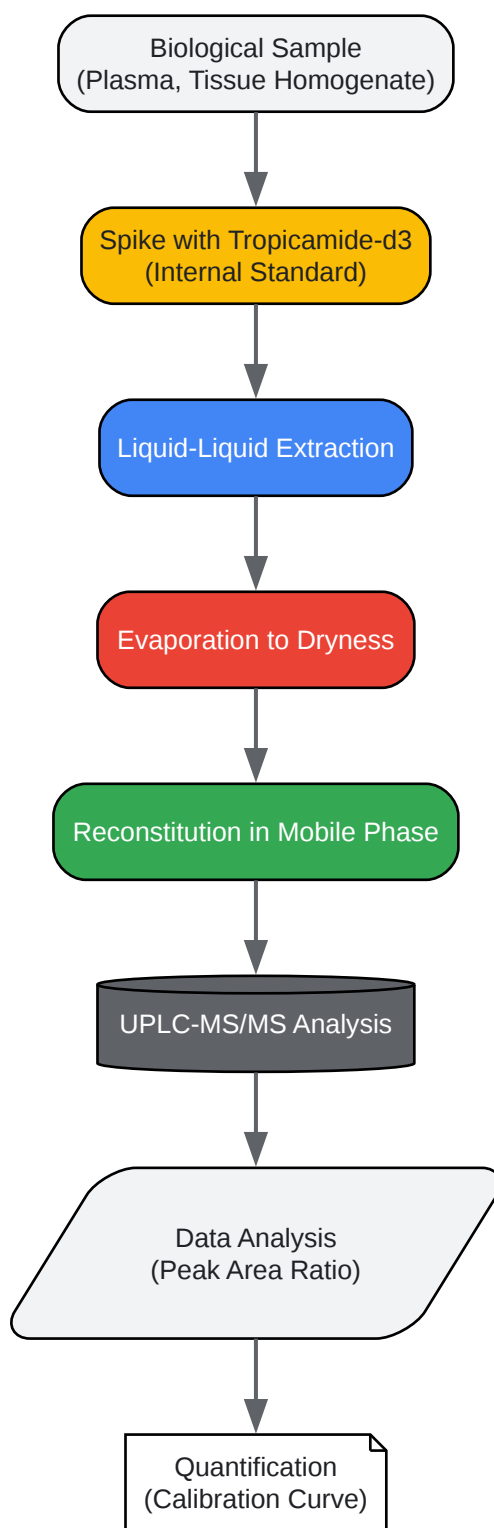 Biological Sample
(Plasma, Tissue Homogenate)
Spike with Tropicamide-d3
(Internal Standard)
Liquid-Liquid Extraction
Evaporation to Dryness
Reconstitution in Mobile Phase
UPLC-MS/MS Analysis
Data Analysis
(Peak Area Ratio)
Quantification
(Calibration Curve)